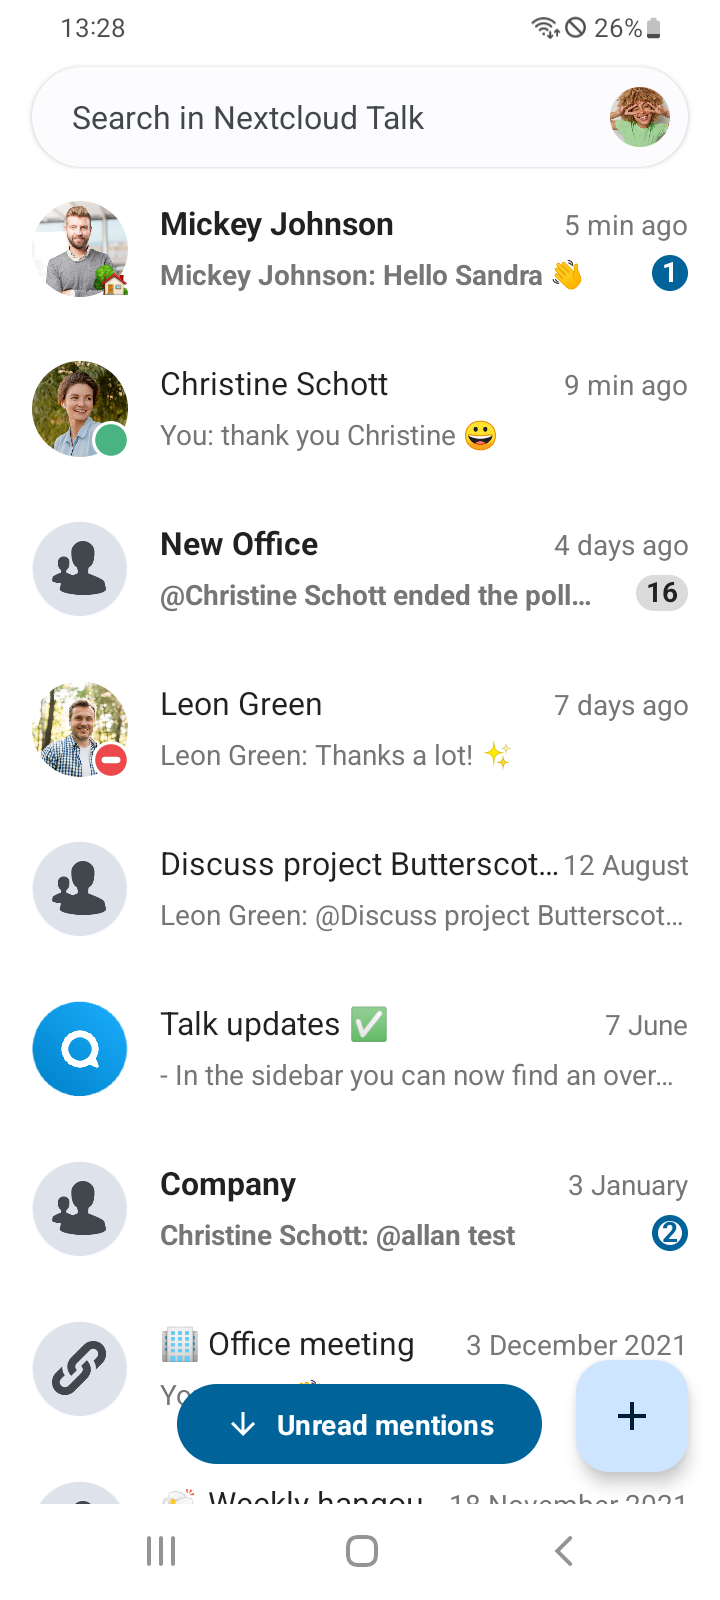 13:28 26%
Search in Nextcloud Talk
Mickey Johnson 5 min ago
Mickey Johnson: Hello Sandra 👋 1
Christine Schott 9 min ago
You: thank you Christine 😀
New Office 4 days ago
@Christine Schott ended the poll... 16
Leon Green 7 days ago
Leon Green: Thanks a lot! ✨
Discuss project Butterscot... 12 August
Leon Green: @Discuss project Butterscot...
Talk updates ✅ 7 June
- In the sidebar you can now find an over...
Company 3 January
Christine Schott: @allan test 2
🏢 Office meeting 3 December 2021
Unread mentions
🍻 Weekly hangou 18 November 2021